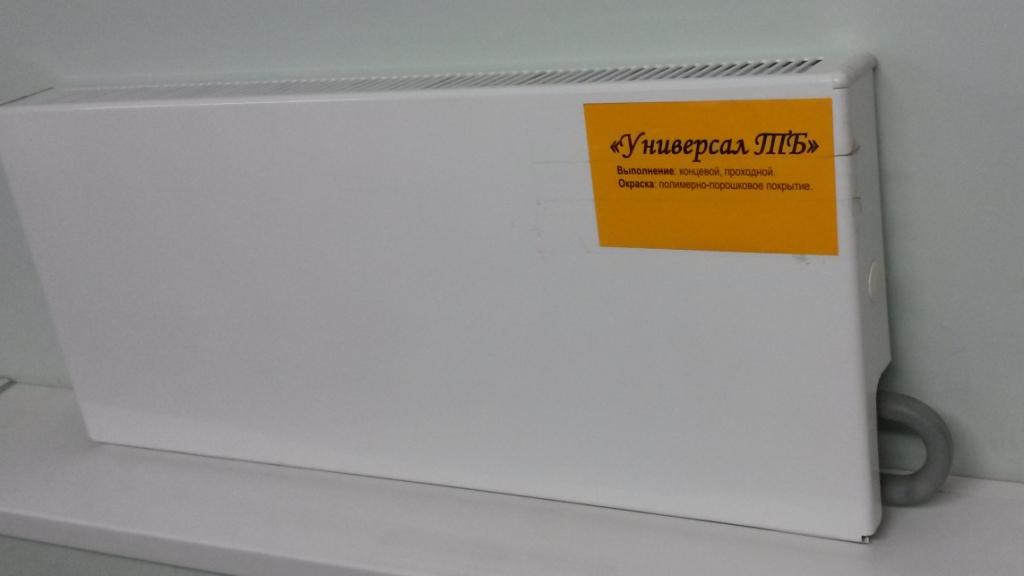 «Универсал ТБ»
Выполнение: концевой, проходной.
Окраска: полимерно-порошковое покрытие.